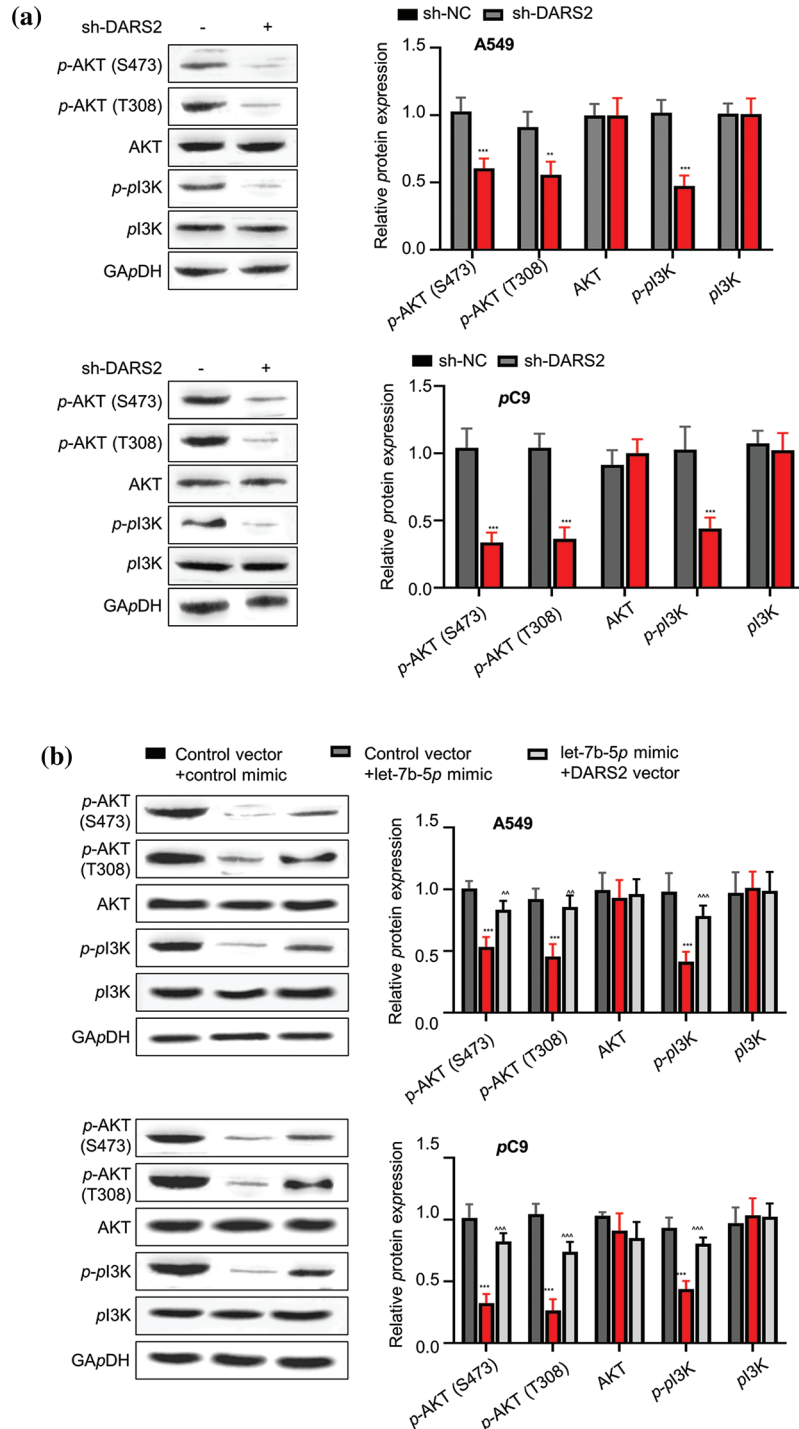 (a)
sh-DARS2 - +
p-AKT (S473)
p-AKT (T308)
AKT
p-pI3K
pI3K
GApDH
sh-NC sh-DARS2
A549
Relative protein expression
1.5
1.0
0.5
0.0
*** ** ***
p-AKT (S473) p-AKT (T308) AKT p-pI3K pI3K
sh-DARS2 - +
p-AKT (S473)
p-AKT (T308)
AKT
p-pI3K
pI3K
GApDH
sh-NC sh-DARS2
pC9
Relative protein expression
1.5
1.0
0.5
0.0
*** *** ***
p-AKT (S473) p-AKT (T308) AKT p-pI3K pI3K
(b)
Control vector
+control mimic
Control vector
+let-7b-5p mimic
let-7b-5p mimic
+DARS2 vector
p-AKT
(S473)
p-AKT
(T308)
AKT
p-pI3K
pI3K
GApDH
A549
Relative protein expression
1.5
1.0
0.5
0.0
*** ^^ *** ^^ *** ^^^
p-AKT (S473) p-AKT (T308) AKT p-pI3K pI3K
p-AKT
(S473)
p-AKT
(T308)
AKT
p-pI3K
pI3K
GApDH
pC9
Relative protein expression
1.5
1.0
0.5
0.0
*** ^^^ *** ^^^ *** ^^^
p-AKT (S473) p-AKT (T308) AKT p-pI3K pI3K